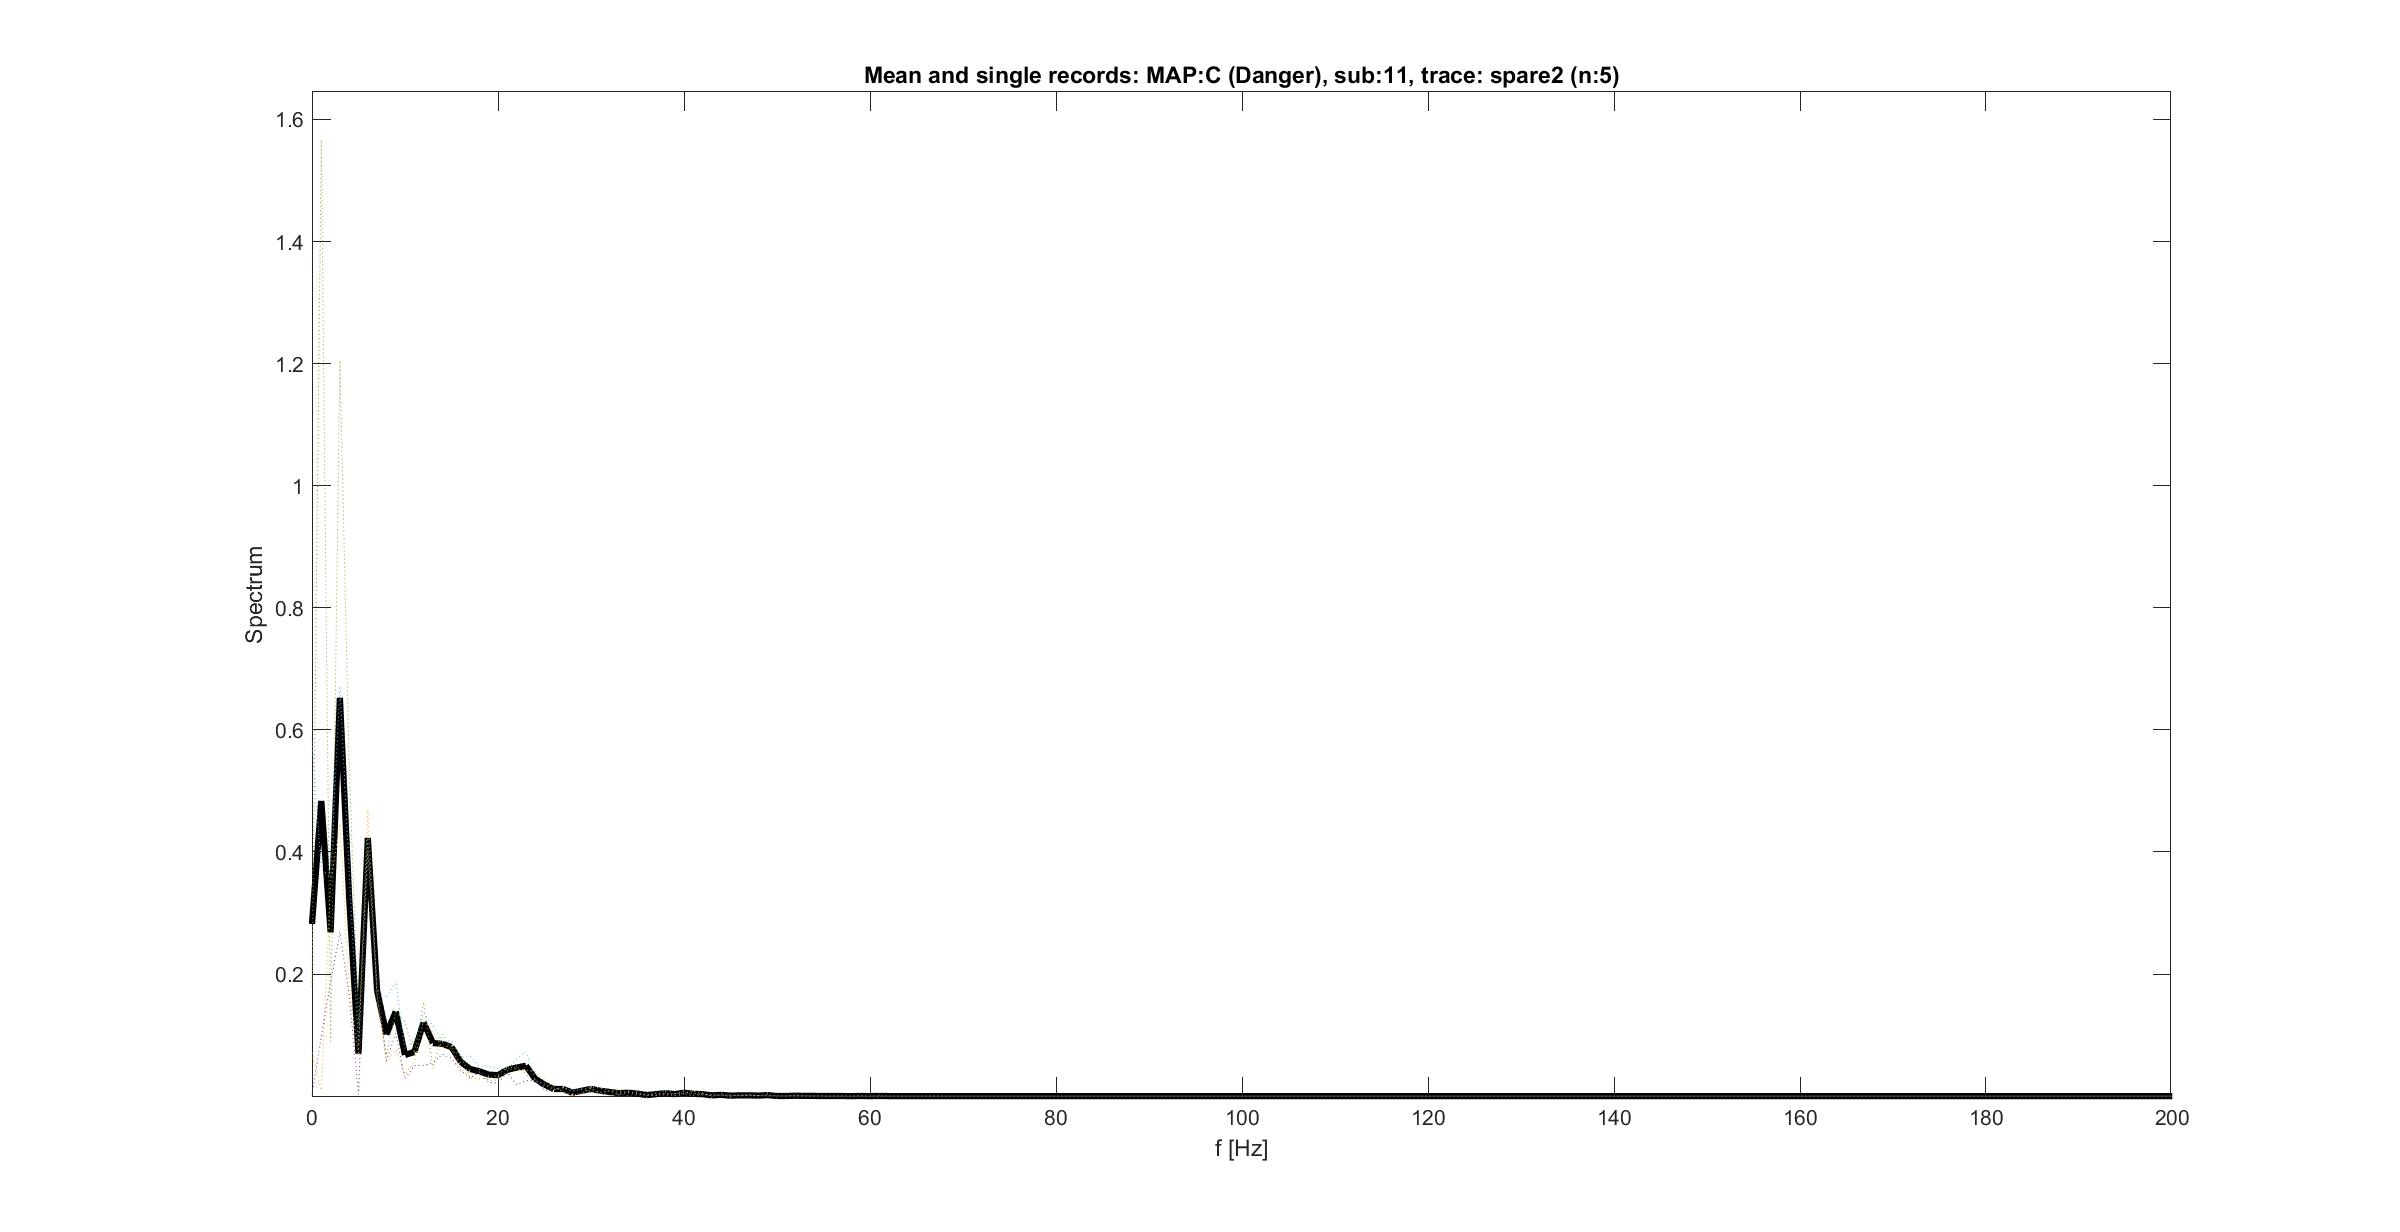 Mean and single records: MAP:C (Danger), sub:11, trace: spare2 (n:5)
1.6
1.4
1.2
1
0.8
0.6
0.4
0.2
Spectrum
0 20 40 60 80 100 120 140 160 180 200
f [Hz]